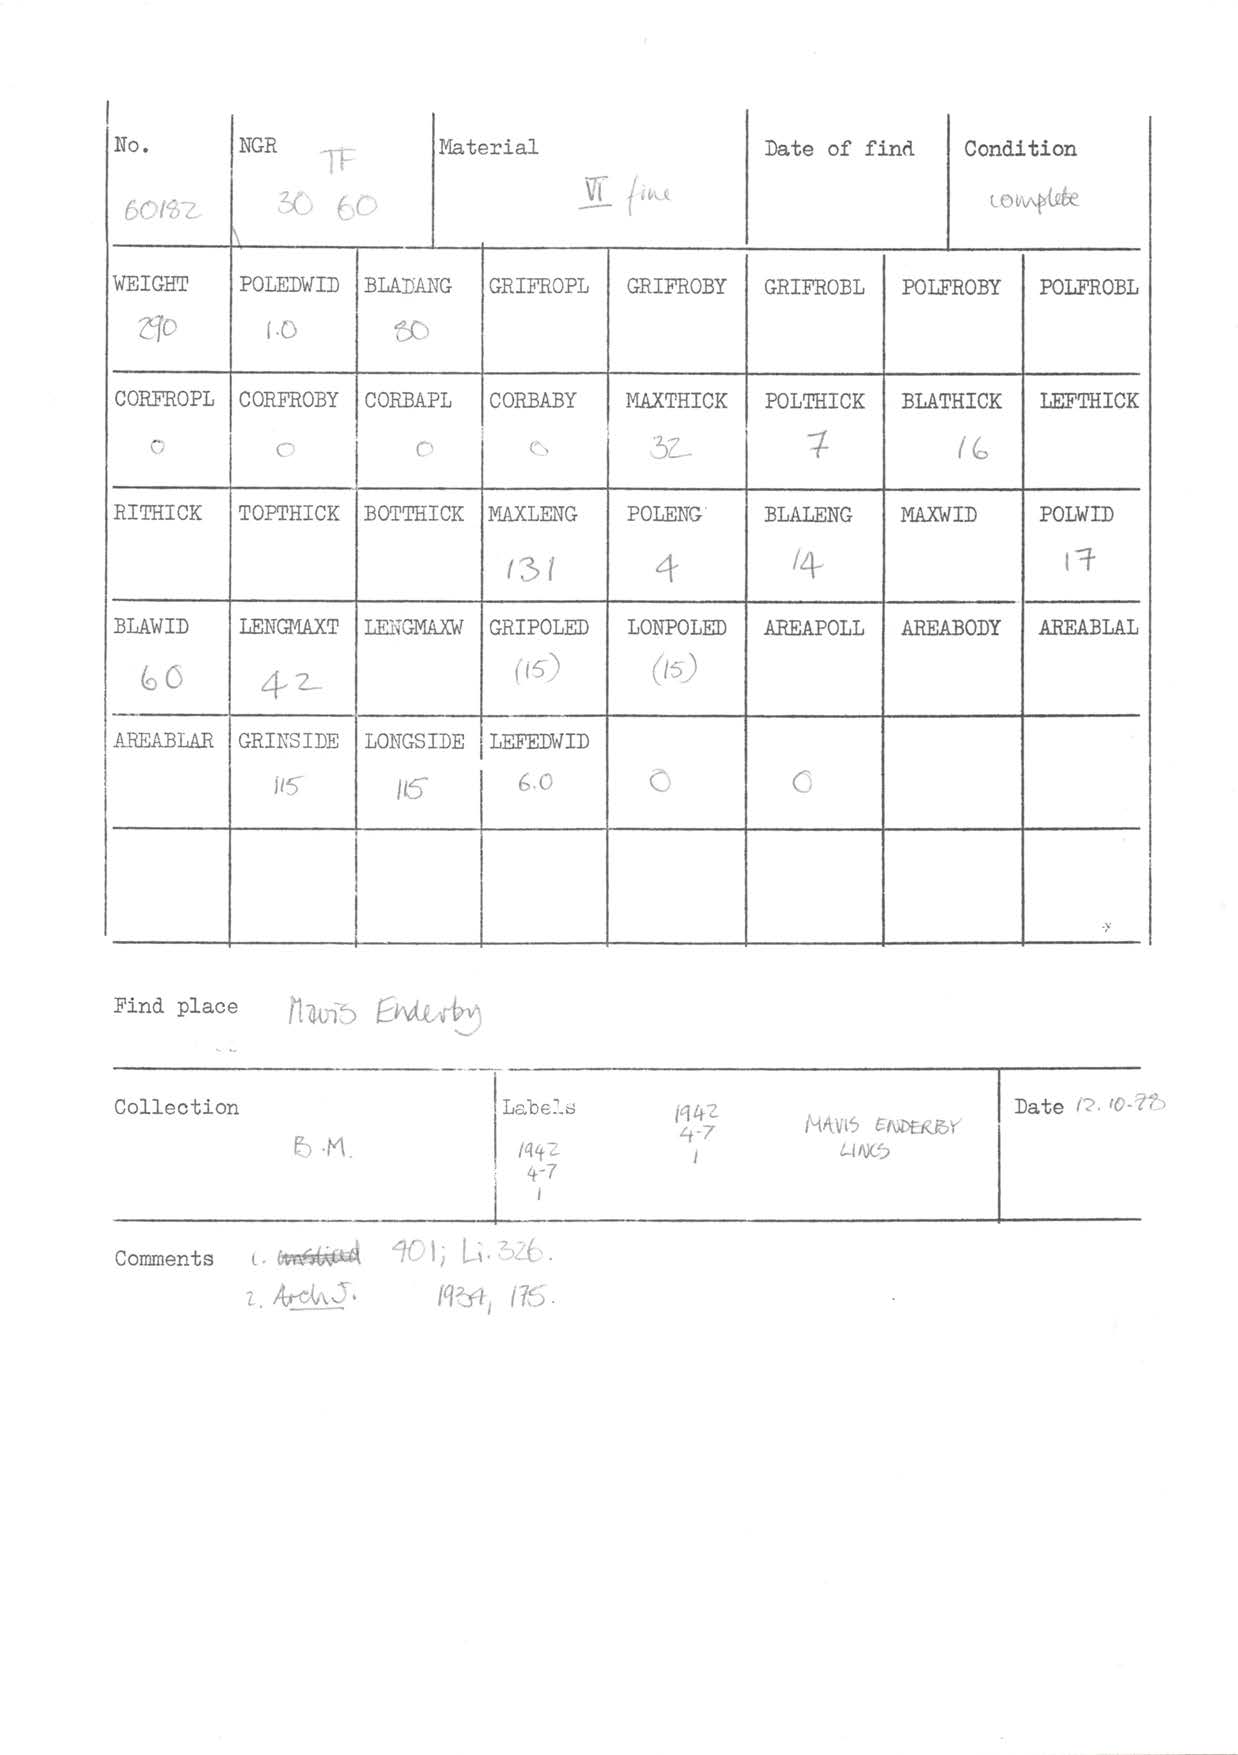 No. NGR Material Date of find Condition
TF
60182 30 60 VI fine complete
WEIGHT POLEDWID BLADANG GRIFROPL GRIFROBY GRIFROBL POLFROBY POLFROBL
290 1.0 80
CORFROPL CORFROBY CORBAPL CORBABY MAXTHICK POLTHICK BLATHICK LEFTHICK
0 0 0 0 32 7 16
RITHICK TOPTHICK BOTTHICK MAXLENG POLENG BLALENG MAXWID POLWID
131 4 14 17
BLAWID LENGMAXT LENGMAXW GRIPOLED LONPOLED AREAPOLL AREABODY AREABLAL
60 42 (15) (15)
AREABLAR GRINSIDE LONGSIDE LEFEDWID
115 115 6.0 0 0
Find place Mavis Enderby
Collection Labels Date 12.10.78
B.M.
1942
4-7
1
1942
4-7
1
MAVIS ENDERBY
LINCS
Comments 1. 901; Li.326.
2. Arch J. 1934, 175.